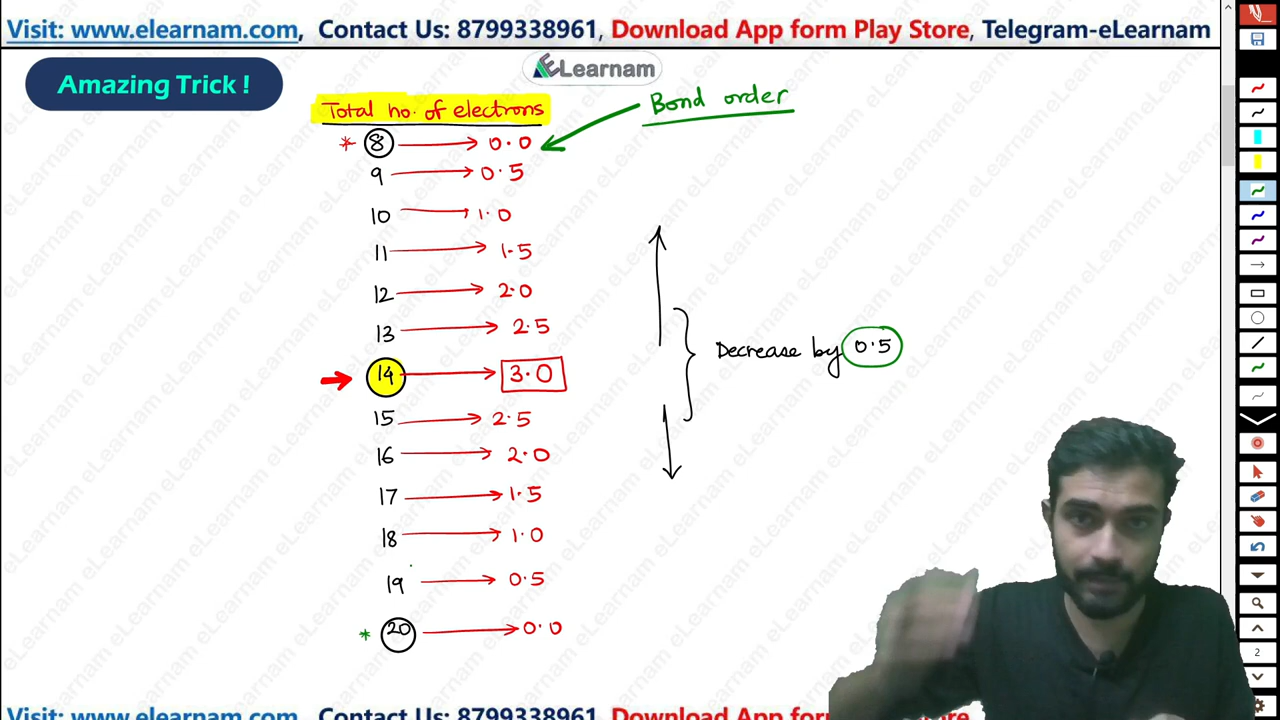 Visit: www.elearnam.com, Contact Us: 8799338961, Download App form Play Store, Telegram-eLearnam
Amazing Trick !
ELearnam
Total no. of electrons
Bond order
* 8 → 0.0
9 → 0.5
10 → 1.0
11 → 1.5
12 → 2.0
13 → 2.5
Decrease by 0.5
→ 14 → 3.0
15 → 2.5
16 → 2.0
17 → 1.5
18 → 1.0
19 → 0.5
* 20 → 0.0
2
Visit: www.elearnam.com, Contact Us: 8799338961, Download App form